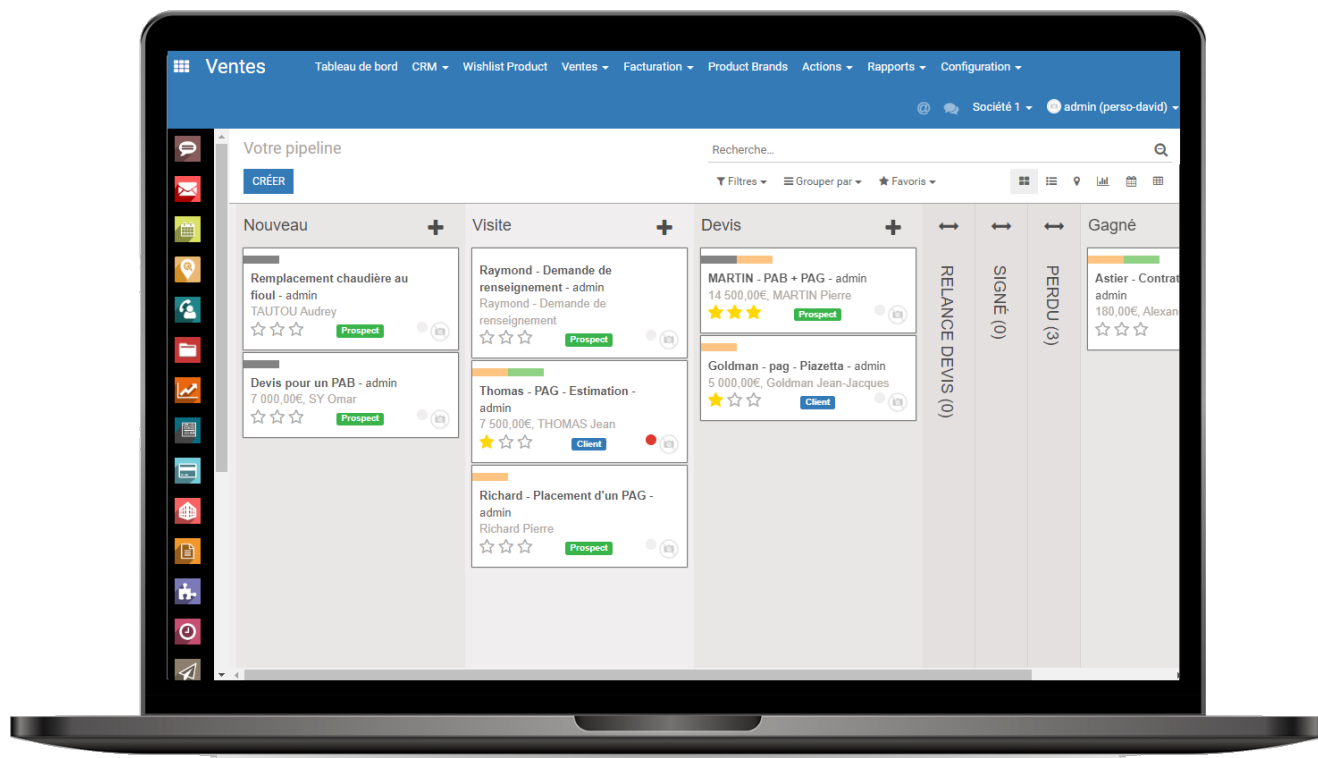 Ventes
Tableau de bord CRM Wishlist Product Ventes Facturation Product Brands Actions Rapports Configuration
@ Société 1 admin (perso-david)
Votre pipeline
Recherche...
CRÉER
Filtres Grouper par Favoris
Nouveau
Remplacement chaudière au
fioul - admin
TAUTOU Audrey
Prospect
Devis pour un PAB - admin
7 000,00€, SY Omar
Prospect
Visite
Raymond - Demande de
renseignement - admin
Raymond - Demande de
renseignement
Prospect
Thomas - PAG - Estimation -
admin
7 500,00€, THOMAS Jean
Client
Richard - Placement d'un PAG -
admin
Richard Pierre
Prospect
Devis
MARTIN - PAB + PAG - admin
14 500,00€, MARTIN Pierre
Prospect
Goldman - pag - Piazetta - admin
5 000,00€, Goldman Jean-Jacques
Client
RELANCE DEVIS (0)
SIGNÉ (0)
PERDU (3)
Gagné
Astier - Contrat
admin
180,00€, Alexan